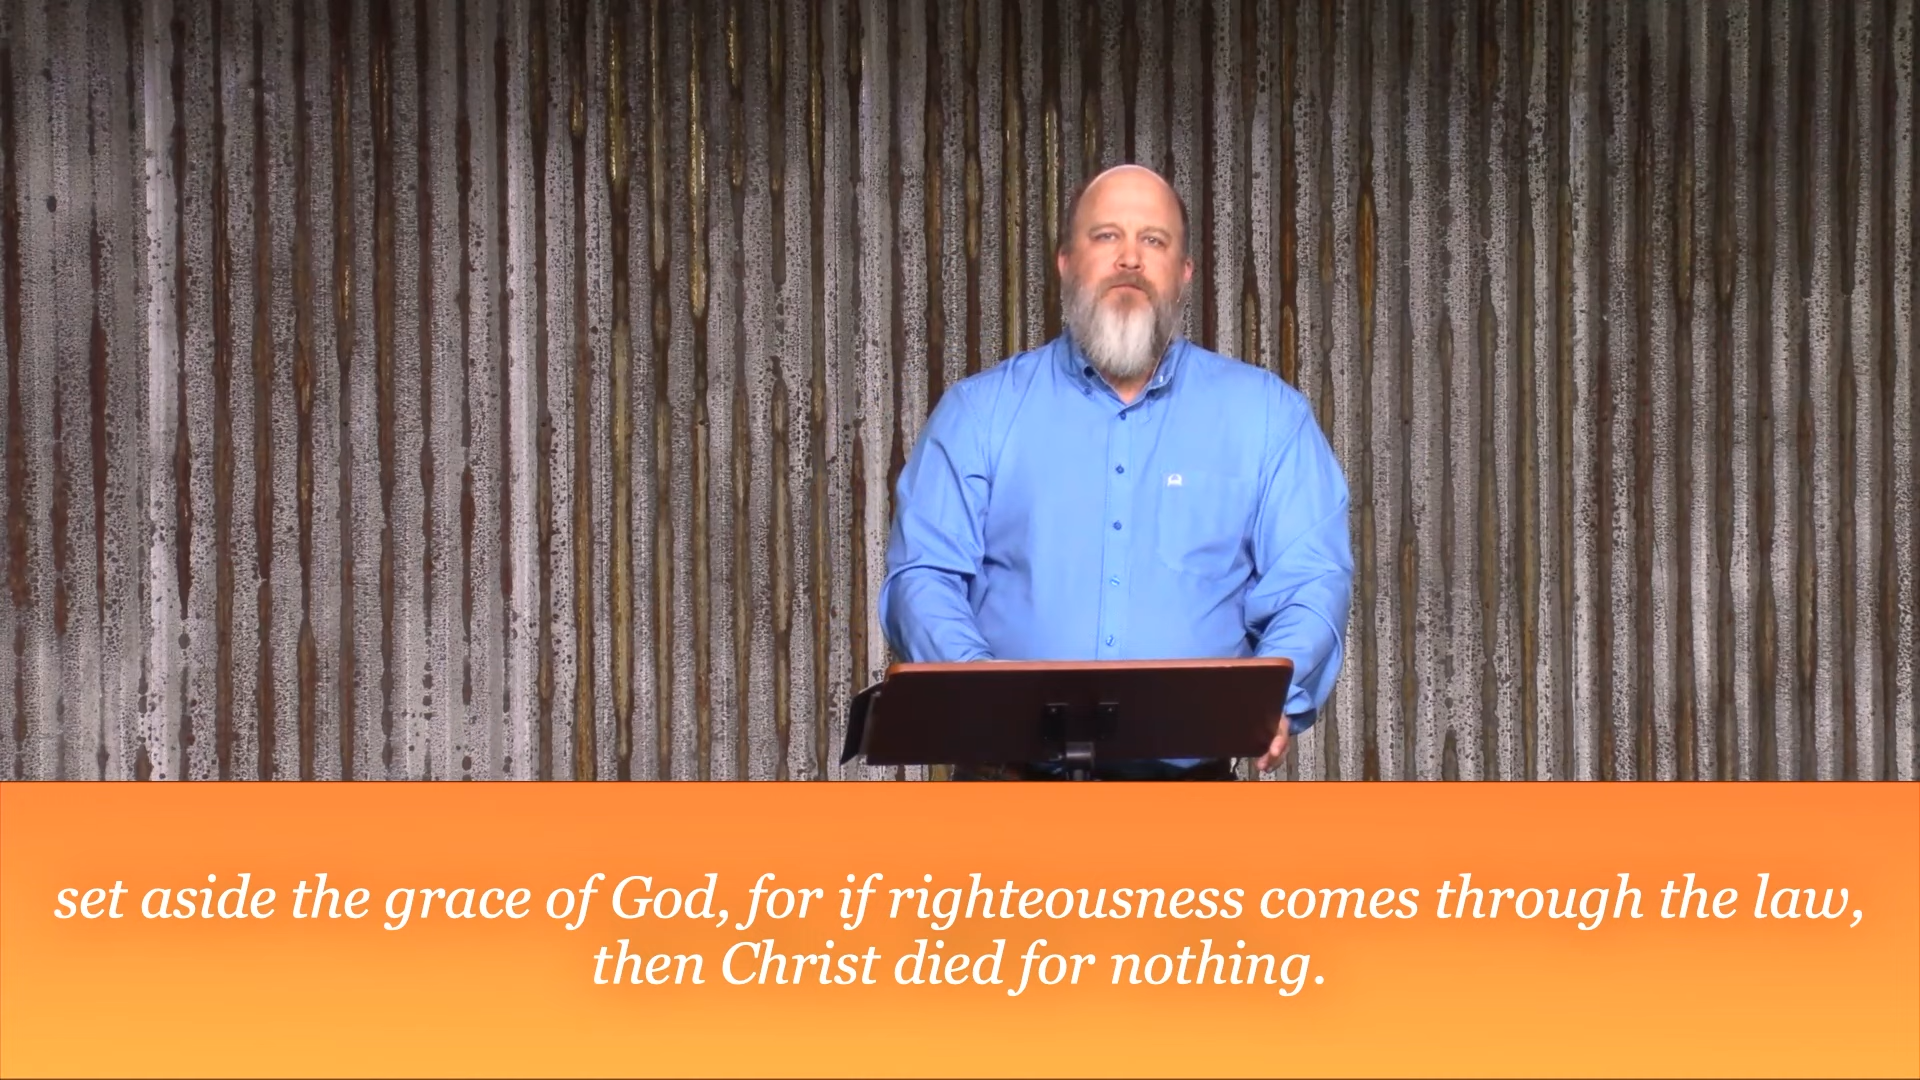 set aside the grace of God, for if righteousness comes through the law,
then Christ died for nothing.